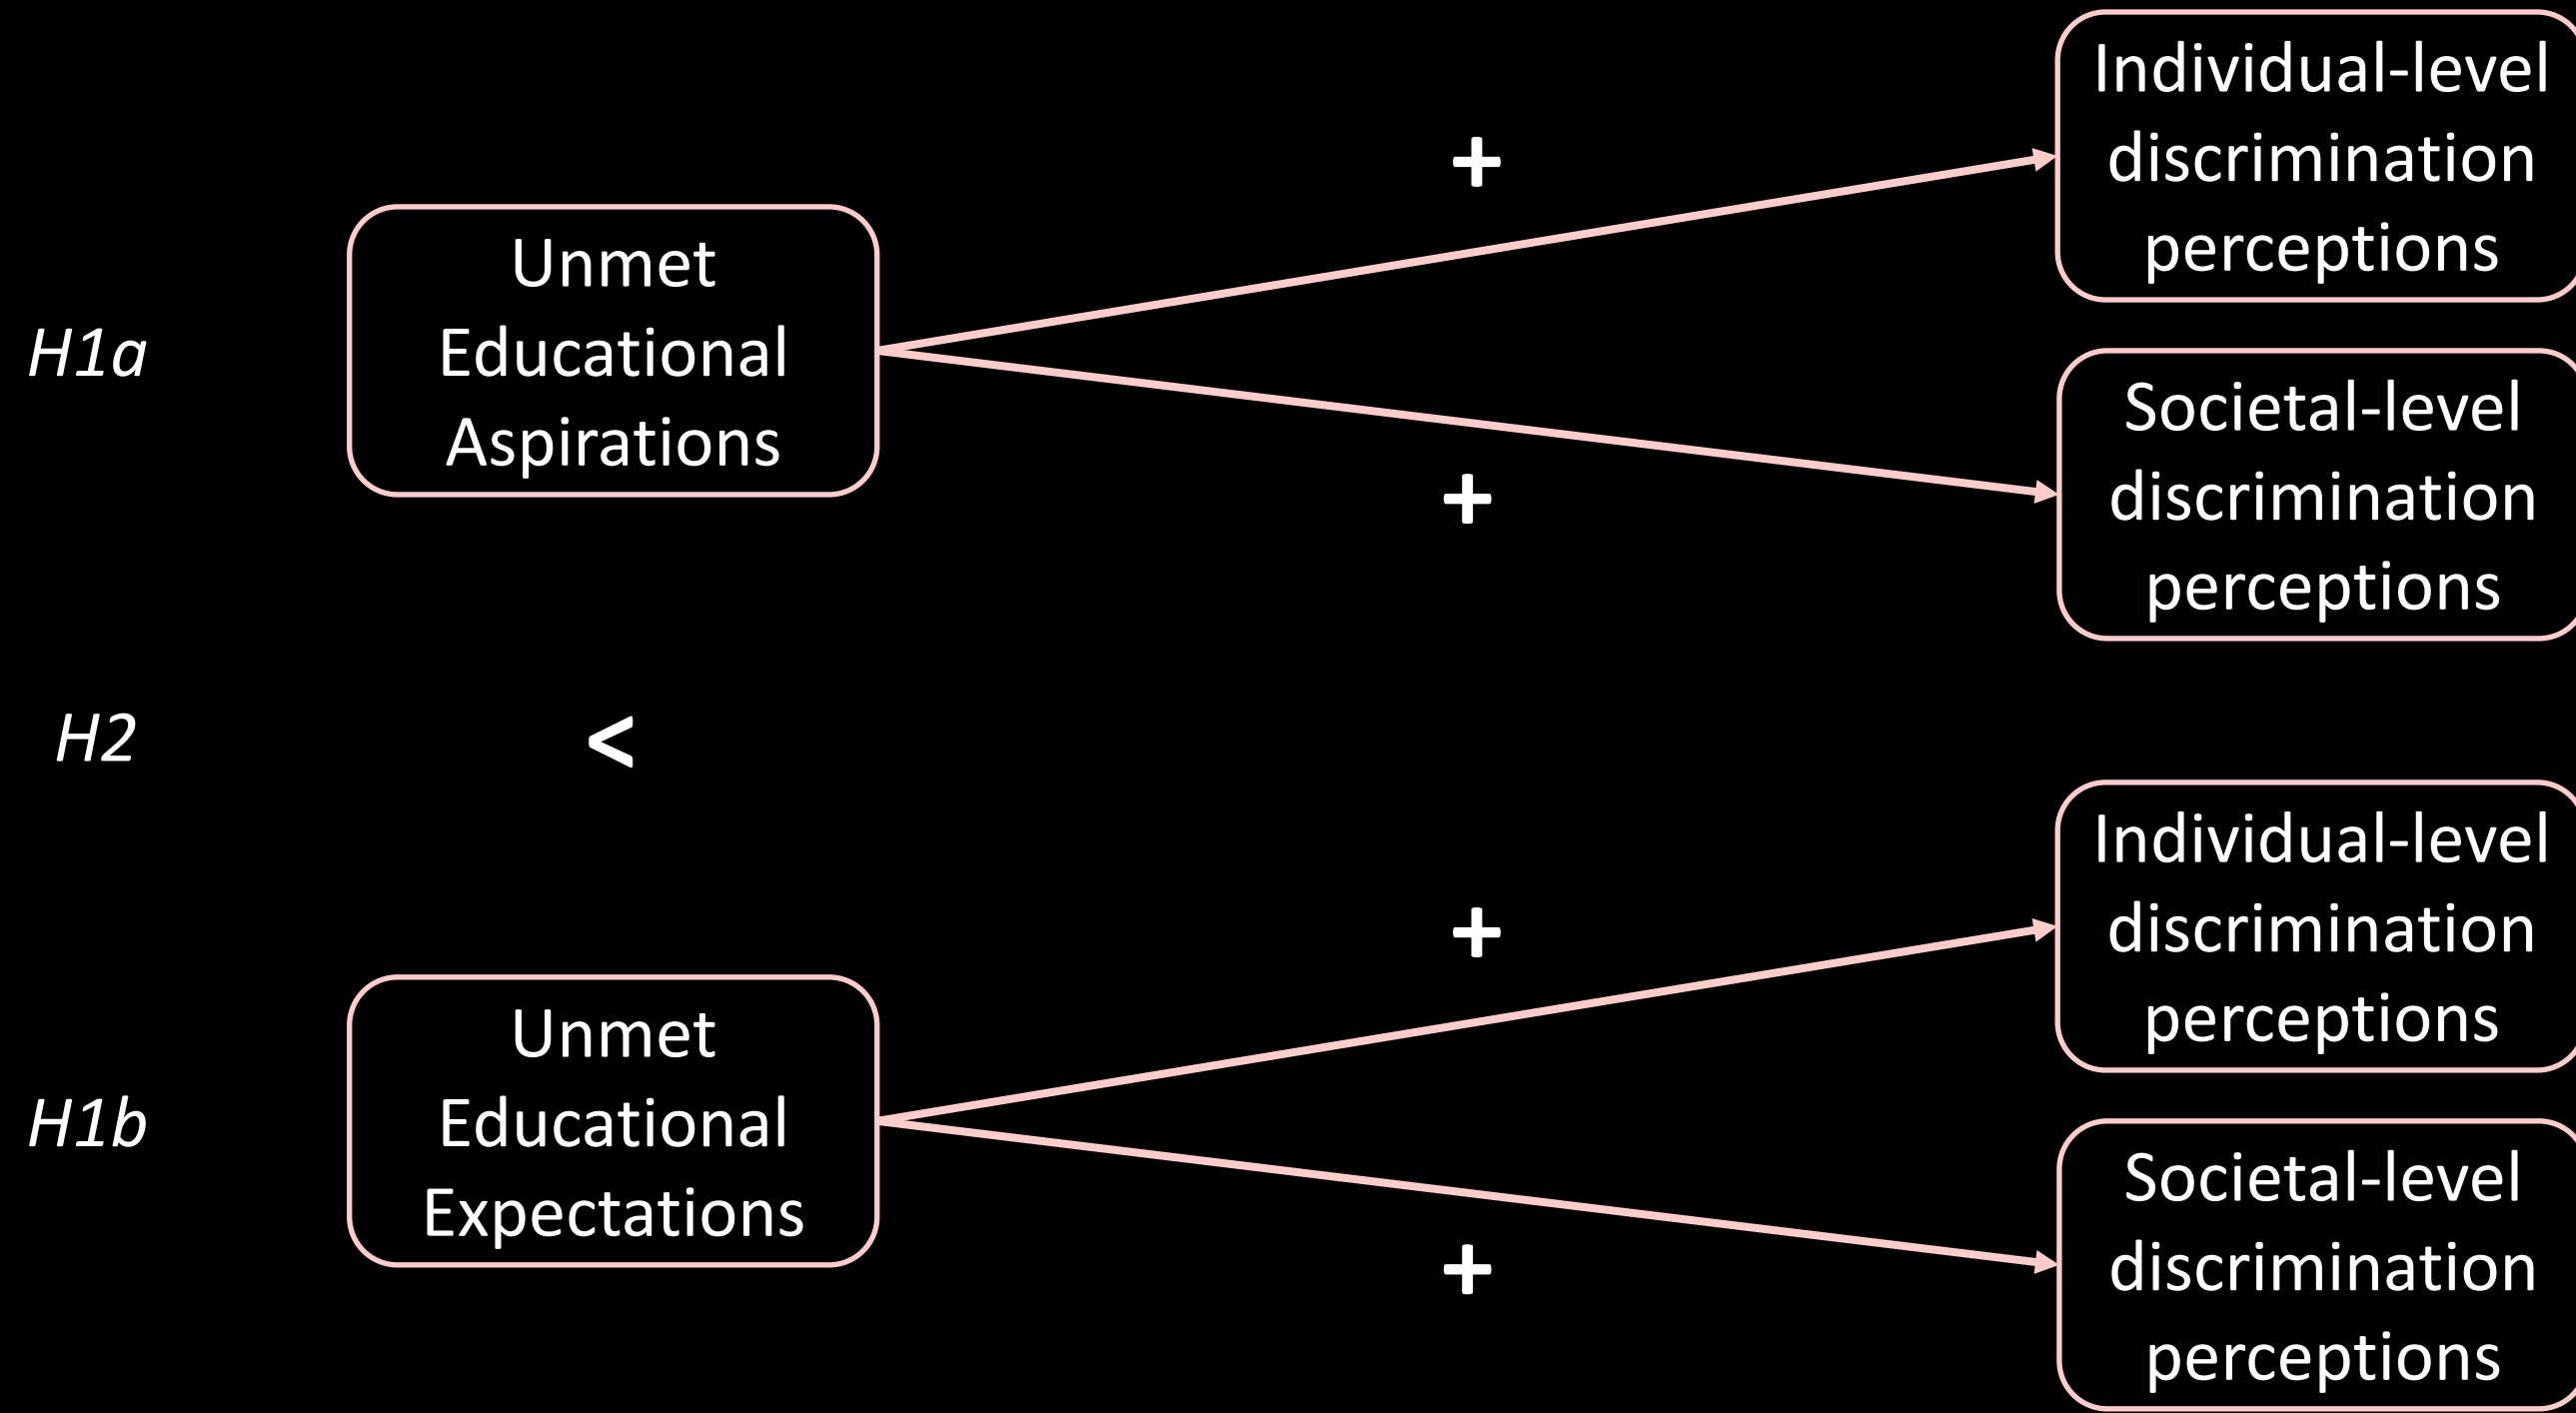 H1a
Unmet
Educational
Aspirations
+
+
Individual-level
discrimination
perceptions
Societal-level
discrimination
perceptions
H2
<
H1b
Unmet
Educational
Expectations
+
+
Individual-level
discrimination
perceptions
Societal-level
discrimination
perceptions